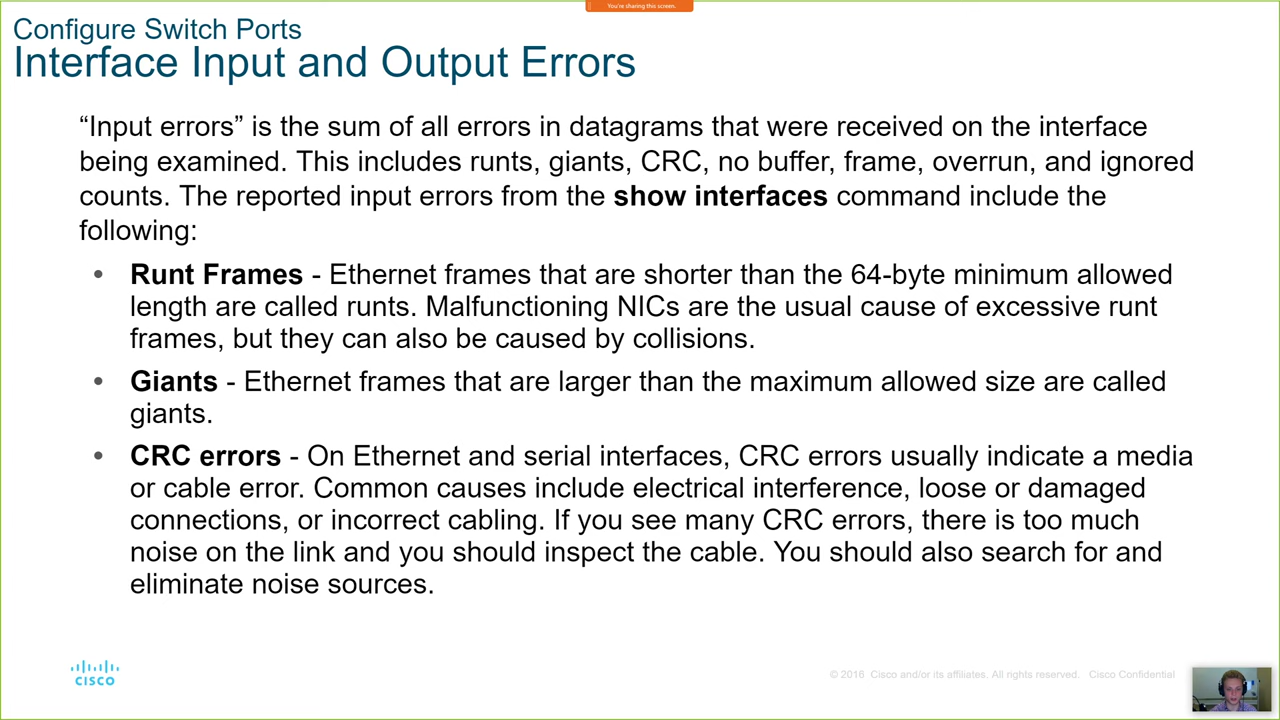 You're sharing this screen.
Configure Switch Ports
Interface Input and Output Errors
“Input errors” is the sum of all errors in datagrams that were received on the interface
being examined. This includes runts, giants, CRC, no buffer, frame, overrun, and ignored
counts. The reported input errors from the show interfaces command include the
following:
• Runt Frames - Ethernet frames that are shorter than the 64-byte minimum allowed
length are called runts. Malfunctioning NICs are the usual cause of excessive runt
frames, but they can also be caused by collisions.
• Giants - Ethernet frames that are larger than the maximum allowed size are called
giants.
• CRC errors - On Ethernet and serial interfaces, CRC errors usually indicate a media
or cable error. Common causes include electrical interference, loose or damaged
connections, or incorrect cabling. If you see many CRC errors, there is too much
noise on the link and you should inspect the cable. You should also search for and
eliminate noise sources.
CISCO
© 2016 Cisco and/or its affiliates. All rights reserved. Cisco Confidential